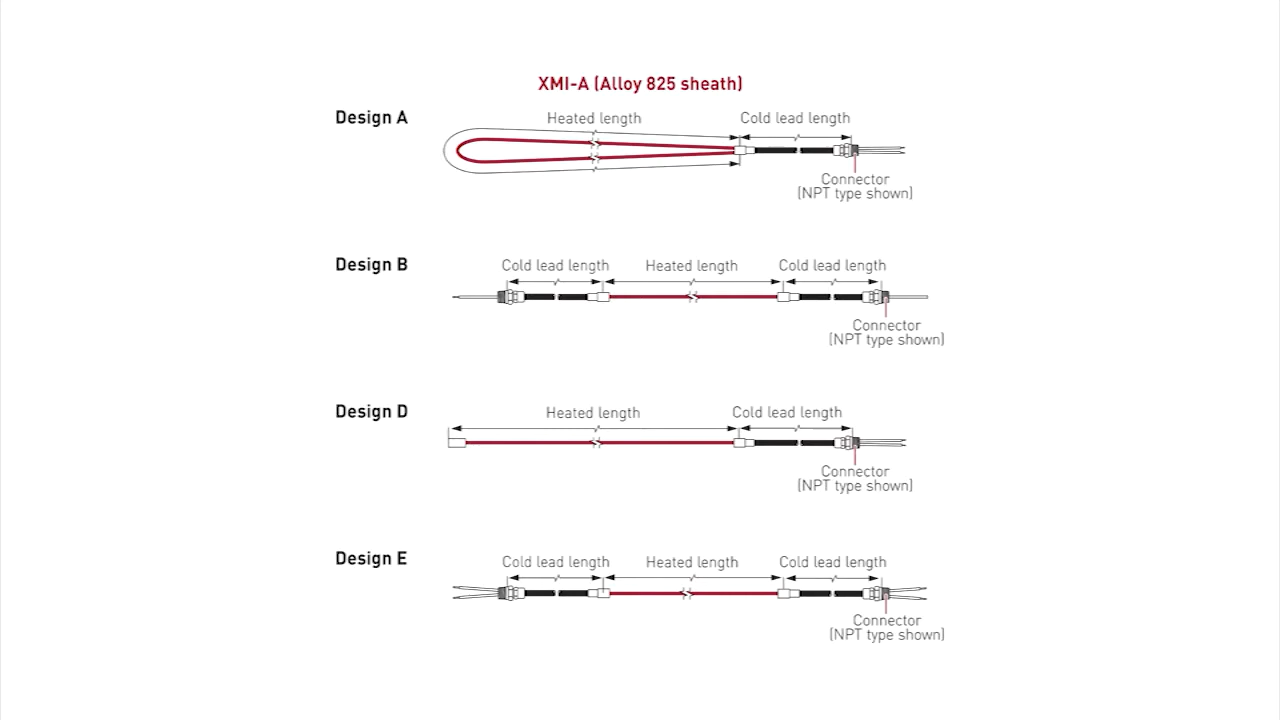 XMI-A (Alloy 825 sheath)
Design A
Heated length
Cold lead length
Connector
(NPT type shown)
Design B
Cold lead length
Heated length
Cold lead length
Connector
(NPT type shown)
Design D
Heated length
Cold lead length
Connector
(NPT type shown)
Design E
Cold lead length
Heated length
Cold lead length
Connector
(NPT type shown)